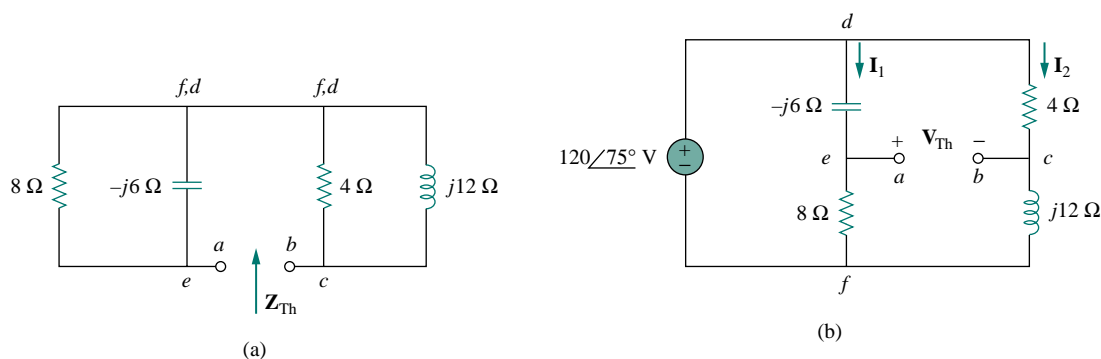 f,d
f,d
8 Ω
–j6 Ω
4 Ω
j12 Ω
a
b
e
c
Z_Th
(a)
d
I_1
I_2
–j6 Ω
4 Ω
120/75° V
+
–
+
V_Th
–
e
a
b
c
8 Ω
j12 Ω
f
(b)